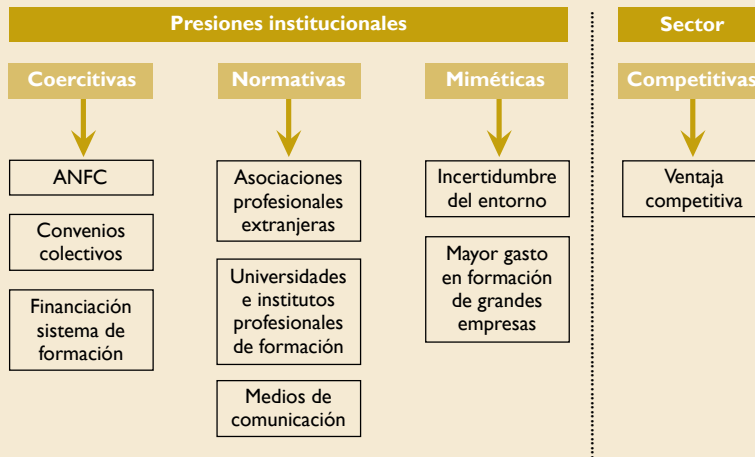 Presiones institucionales
Sector
Coercitivas
Normativas
Miméticas
Competitivas
ANFC
Convenios
colectivos
Financiación
sistema de
formación
Asociaciones
profesionales
extranjeras
Universidades
e institutos
profesionales
de formación
Medios de
comunicación
Incertidumbre
del entorno
Mayor gasto
en formación
de grandes
empresas
Ventaja
competitiva